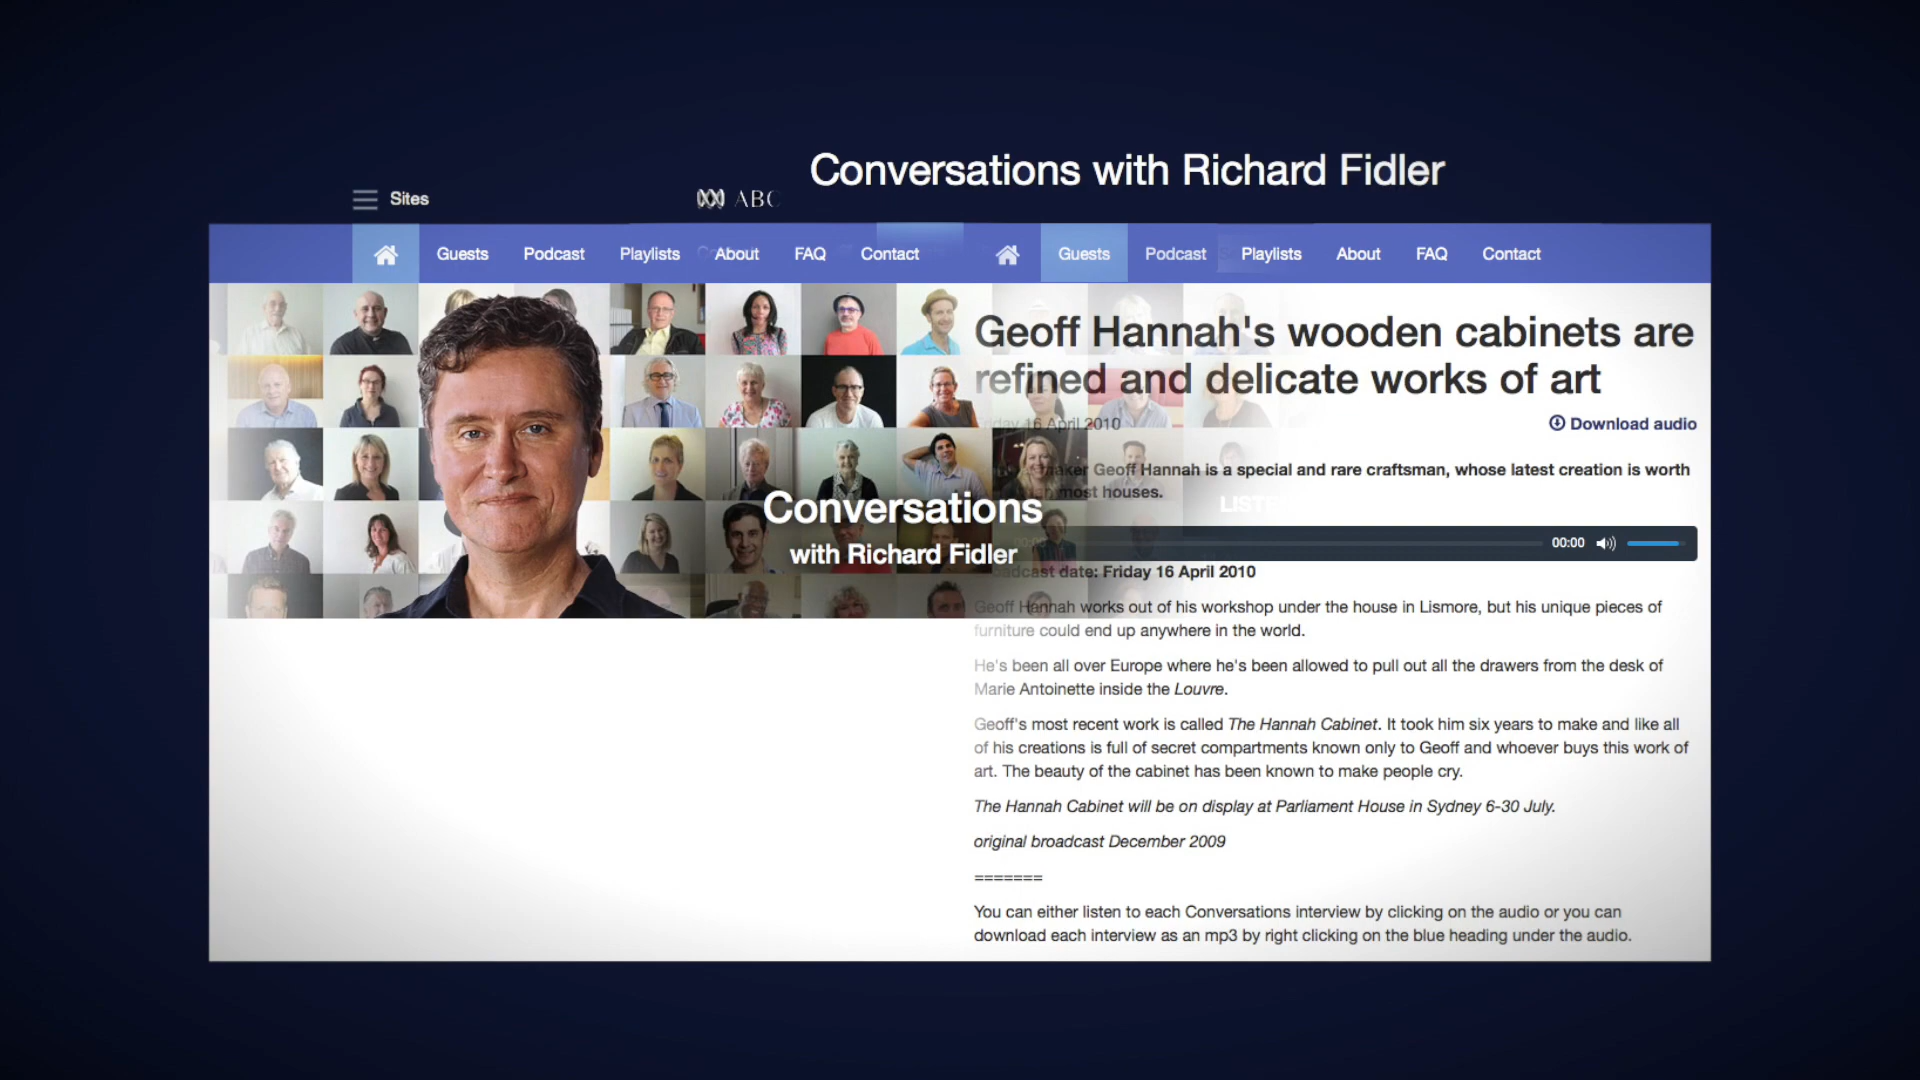 Conversations with Richard Fidler
Sites
ABC
Guests Podcast Playlists About FAQ Contact
Guests Podcast Playlists About FAQ Contact
Geoff Hannah's wooden cabinets are
refined and delicate works of art
16 April 2010
Download audio
Geoff Hannah is a special and rare craftsman, whose latest creation is worth
most houses.
Conversations
with Richard Fidler
00:00
date: Friday 16 April 2010
Geoff Hannah works out of his workshop under the house in Lismore, but his unique pieces of
furniture could end up anywhere in the world.
He's been all over Europe where he's been allowed to pull out all the drawers from the desk of
Marie Antoinette inside the Louvre.
Geoff's most recent work is called The Hannah Cabinet. It took him six years to make and like all
of his creations is full of secret compartments known only to Geoff and whoever buys this work of
art. The beauty of the cabinet has been known to make people cry.
The Hannah Cabinet will be on display at Parliament House in Sydney 6-30 July.
original broadcast December 2009
=======
You can either listen to each Conversations interview by clicking on the audio or you can
download each interview as an mp3 by right clicking on the blue heading under the audio.